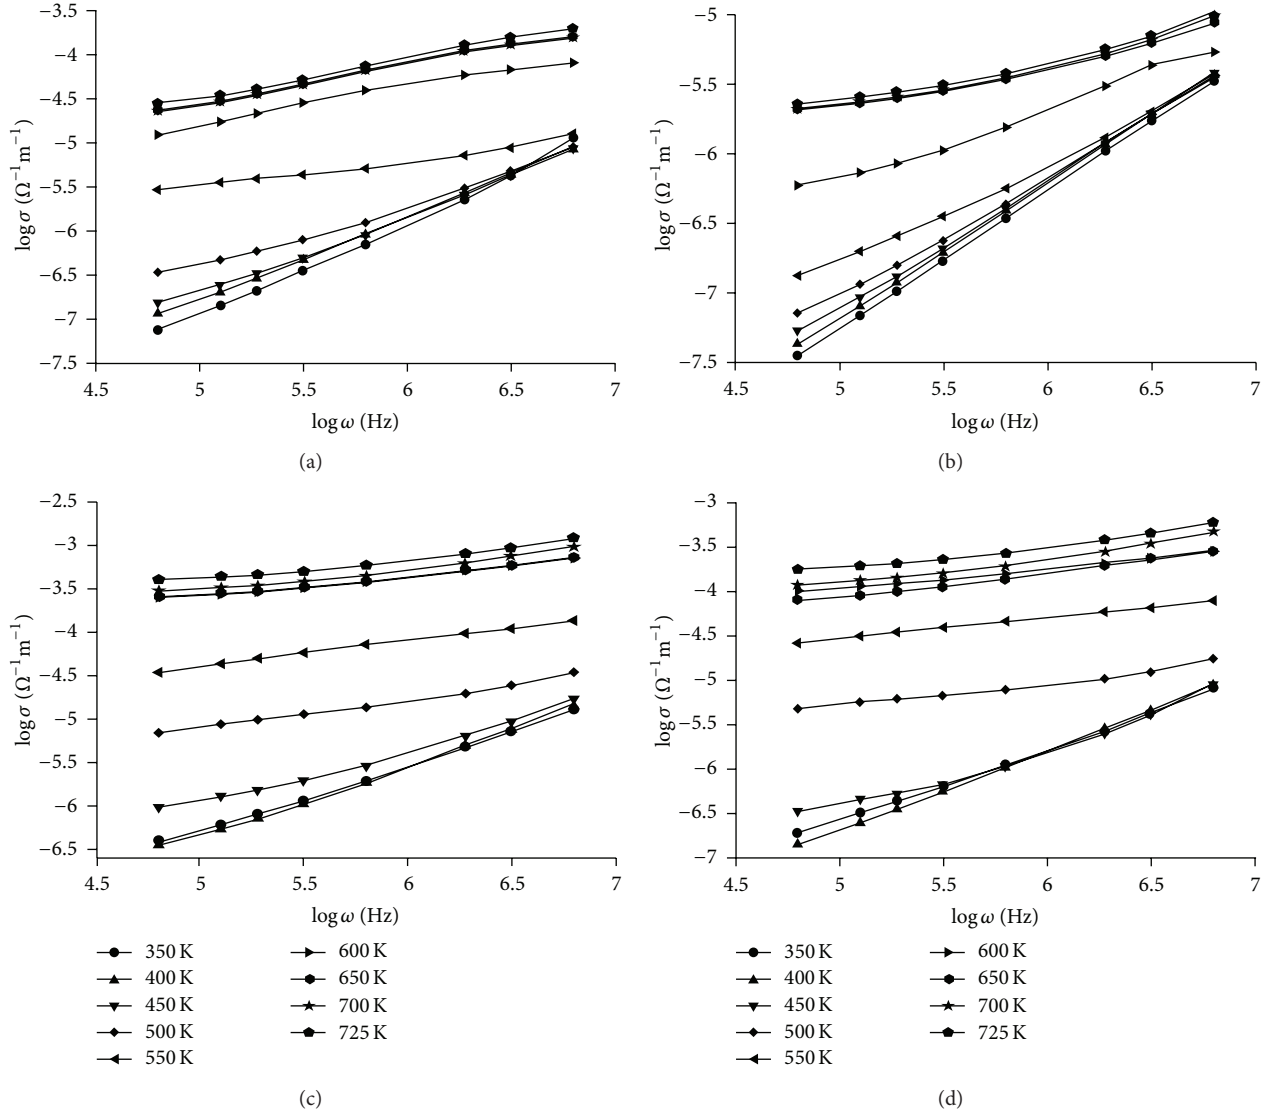 −3.5
−4
−4.5
−5
−5.5
−6
−6.5
−7
−7.5
log σ (Ω−1 m−1)
4.5 5 5.5 6 6.5 7
log ω (Hz)
(a)
−5
−5.5
−6
−6.5
−7
−7.5
log σ (Ω−1 m−1)
4.5 5 5.5 6 6.5 7
log ω (Hz)
(b)
−2.5
−3
−3.5
−4
−4.5
−5
−5.5
−6
−6.5
log σ (Ω−1 m−1)
4.5 5 5.5 6 6.5 7
log ω (Hz)
350 K
400 K
450 K
500 K
550 K
600 K
650 K
700 K
725 K
(c)
−3
−3.5
−4
−4.5
−5
−5.5
−6
−6.5
−7
log σ (Ω−1 m−1)
4.5 5 5.5 6 6.5 7
log ω (Hz)
350 K
400 K
450 K
500 K
550 K
600 K
650 K
700 K
725 K
(d)